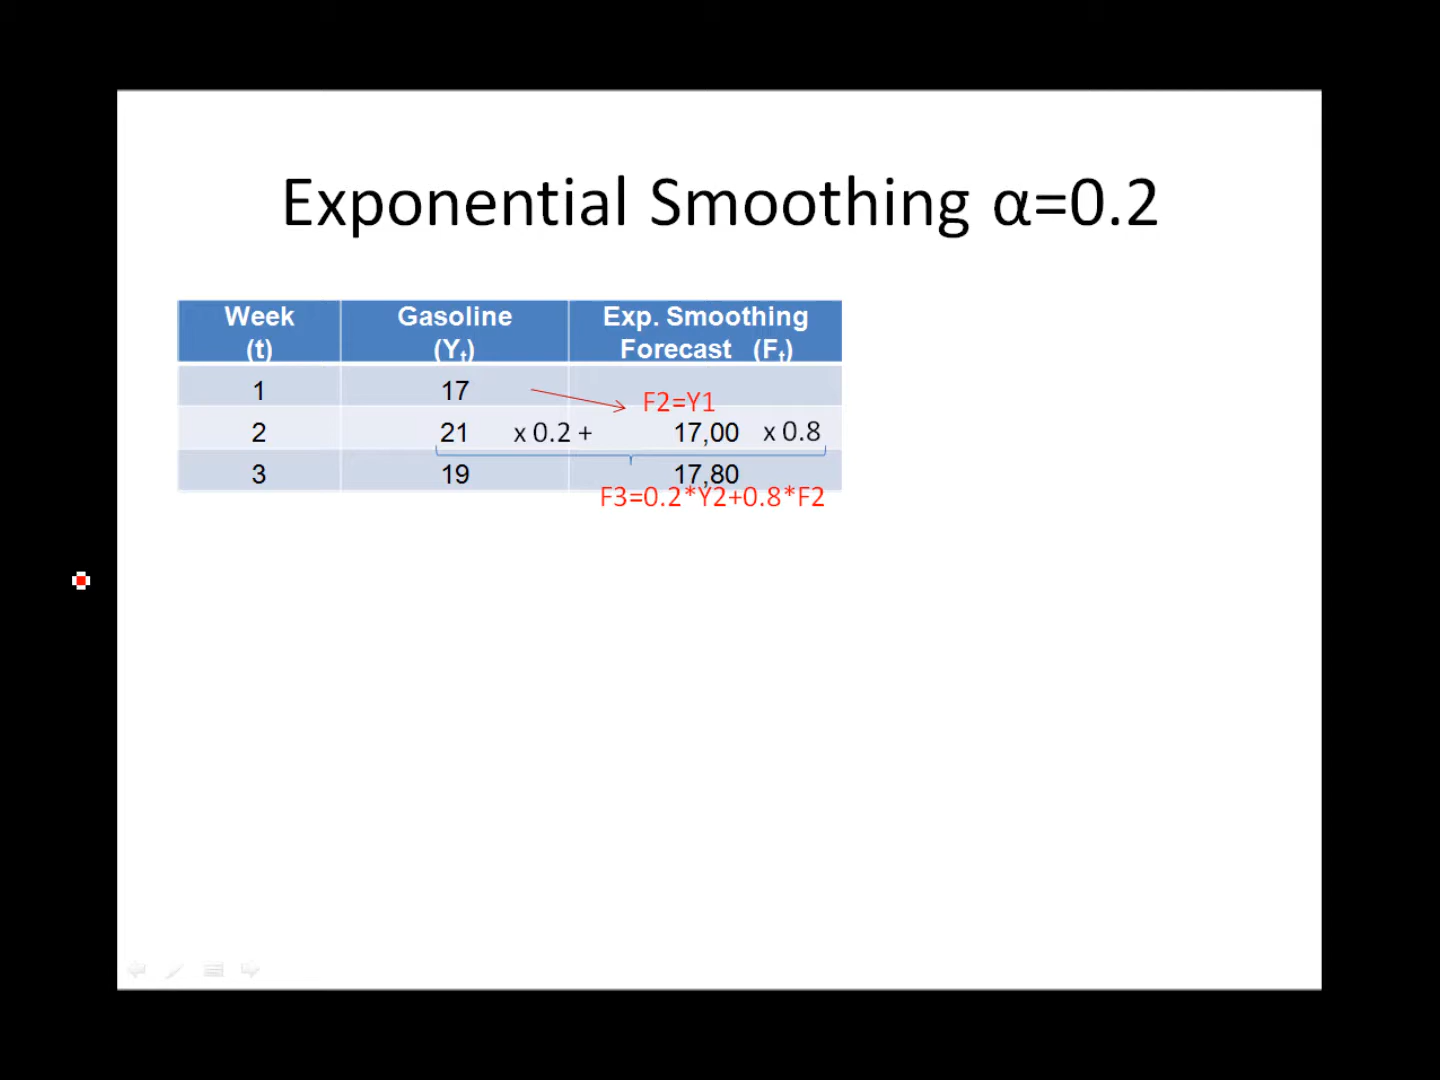 Exponential Smoothing α=0.2
Week (t) Gasoline (Yt) Exp. Smoothing Forecast (Ft)
1 17 F2=Y1
2 21 x 0.2 + 17,00 x 0.8
3 19 17,80
F3=0.2*Y2+0.8*F2